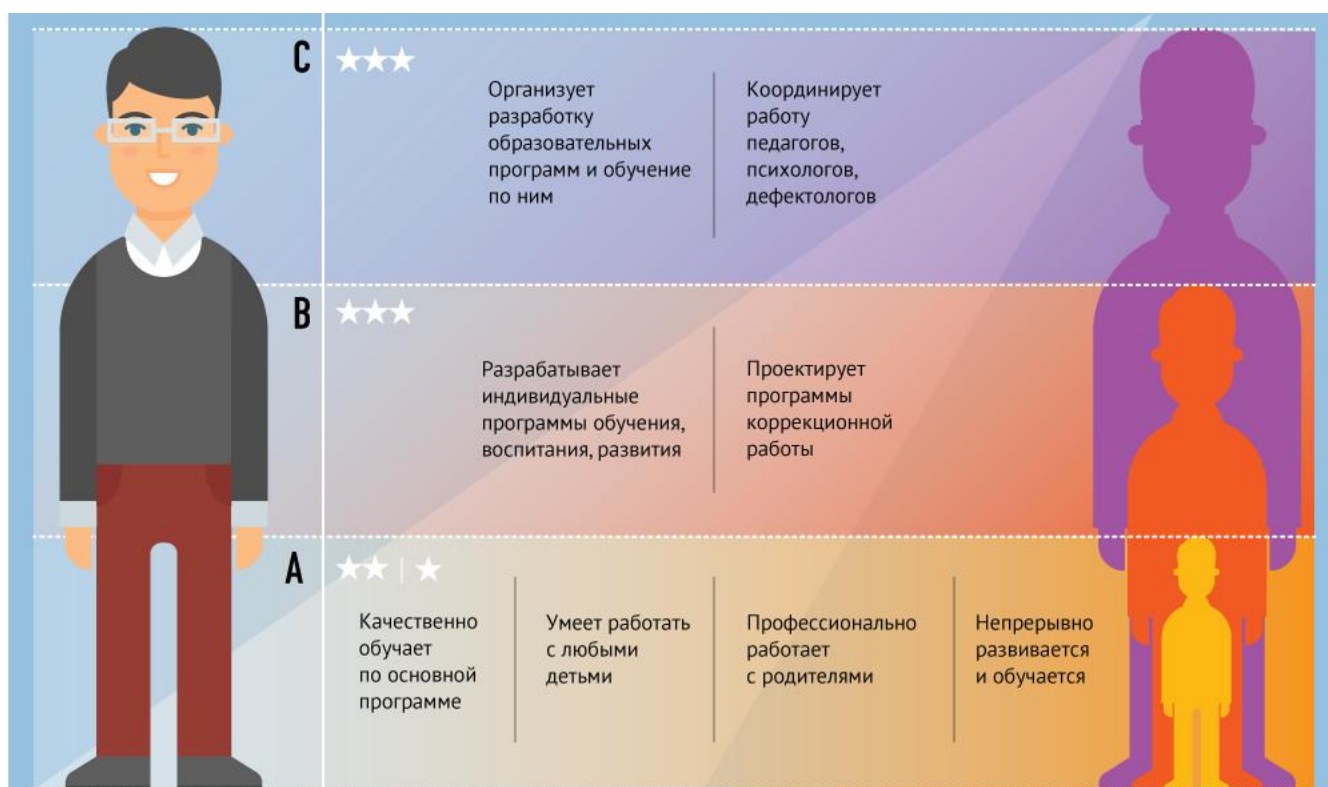 C
Организует
разработку
образовательных
программ и обучение
по ним
Координирует
работу
педагогов,
психологов,
дефектологов
B
Разрабатывает
индивидуальные
программы обучения,
воспитания, развития
Проектирует
программы
коррекционной
работы
A
Качественно
обучает
по основной
программе
Умеет работать
с любыми
детьми
Профессионально
работает
с родителями
Непрерывно
развивается
и обучается